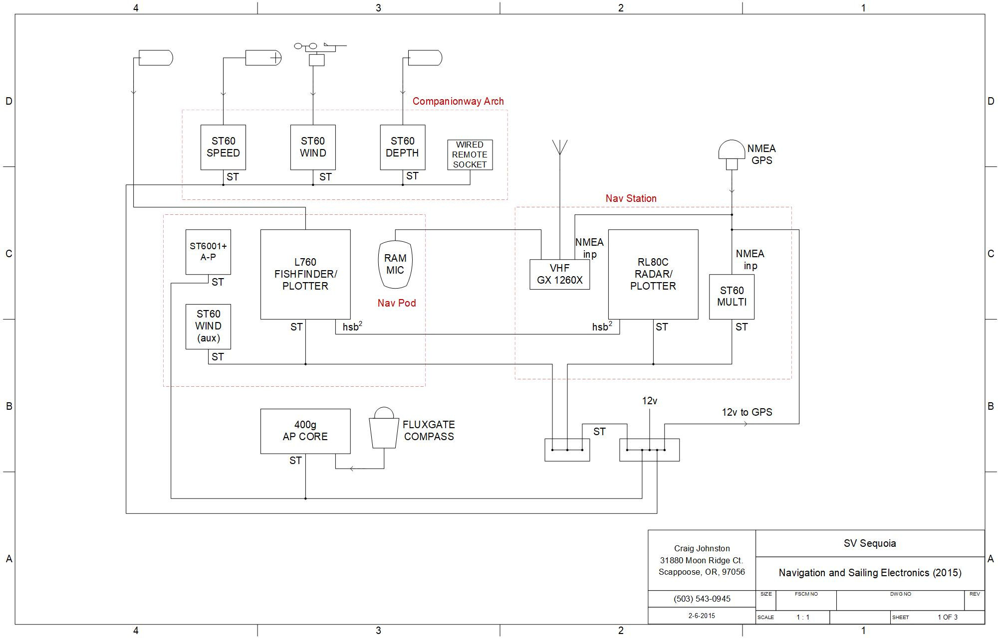 4 3 2 1
D
D
Companionway Arch
ST60
SPEED
ST60
WIND
ST60
DEPTH
WIRED
REMOTE
SOCKET
ST
ST
ST
NMEA
GPS
Nav Station
C
C
ST6001+
A-P
ST
L760
FISHFINDER/
PLOTTER
RAM
MIC
Nav Pod
NMEA
inp
VHF
GX 1260X
RL80C
RADAR/
PLOTTER
NMEA
inp
ST60
MULTI
ST60
WIND
(aux)
ST
ST
hsb2
hsb2
ST
ST
B
B
12v
12v to GPS
400g
AP CORE
ST
FLUXGATE
COMPASS
ST
A
A
Craig Johnston
31880 Moon Ridge Ct.
Scappoose, OR, 97056
(503) 543-0945
2-6-2015
SV Sequoia
Navigation and Sailing Electronics (2015)
SIZE FSCM NO DWG NO REV
SCALE 1 : 1 SHEET 1 OF 3
4 3 2 1